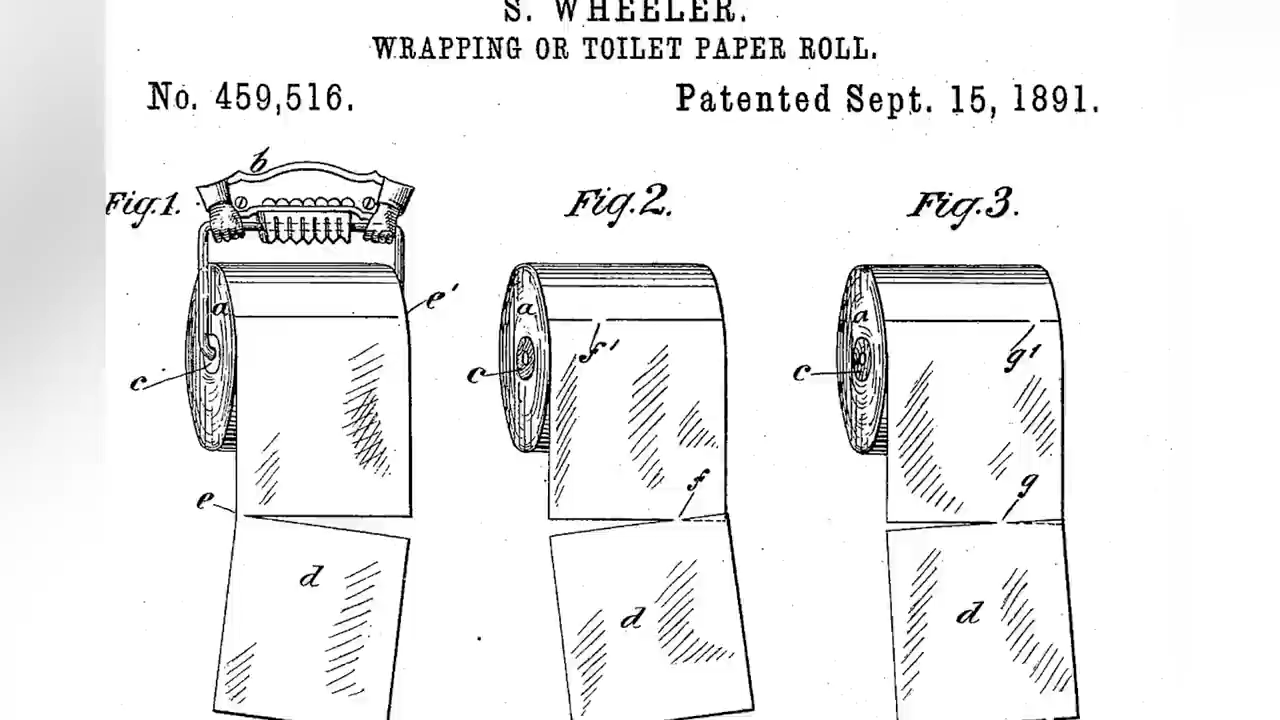 S. WHEELER.
WRAPPING OR TOILET PAPER ROLL.
No. 459,516.
Patented Sept. 15, 1891.
Fig.1.
Fig.2.
Fig.3.
b
a
e'
c
e
d
a
f'
c
f
d
a
g'
c
g
d